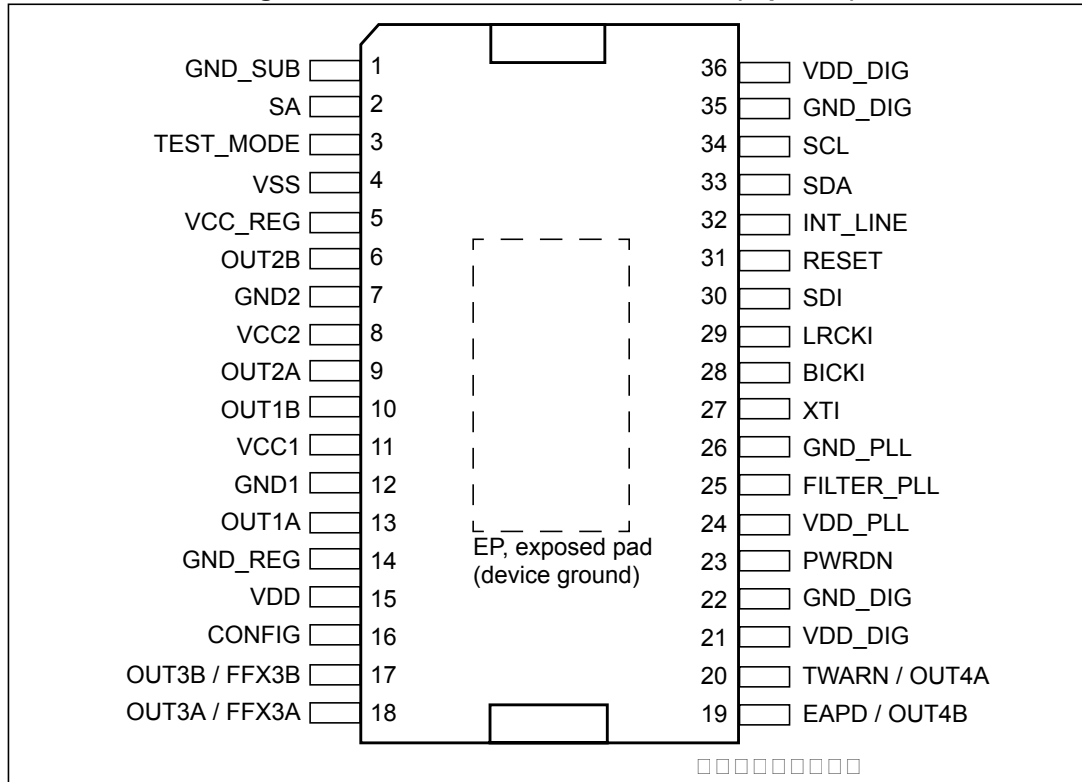 GND_SUB 1
SA 2
TEST_MODE 3
VSS 4
VCC_REG 5
OUT2B 6
GND2 7
VCC2 8
OUT2A 9
OUT1B 10
VCC1 11
GND1 12
OUT1A 13
GND_REG 14
VDD 15
CONFIG 16
OUT3B / FFX3B 17
OUT3A / FFX3A 18
EP, exposed pad
(device ground)
36 VDD_DIG
35 GND_DIG
34 SCL
33 SDA
32 INT_LINE
31 RESET
30 SDI
29 LRCKI
28 BICKI
27 XTI
26 GND_PLL
25 FILTER_PLL
24 VDD_PLL
23 PWRDN
22 GND_DIG
21 VDD_DIG
20 TWARN / OUT4A
19 EAPD / OUT4B